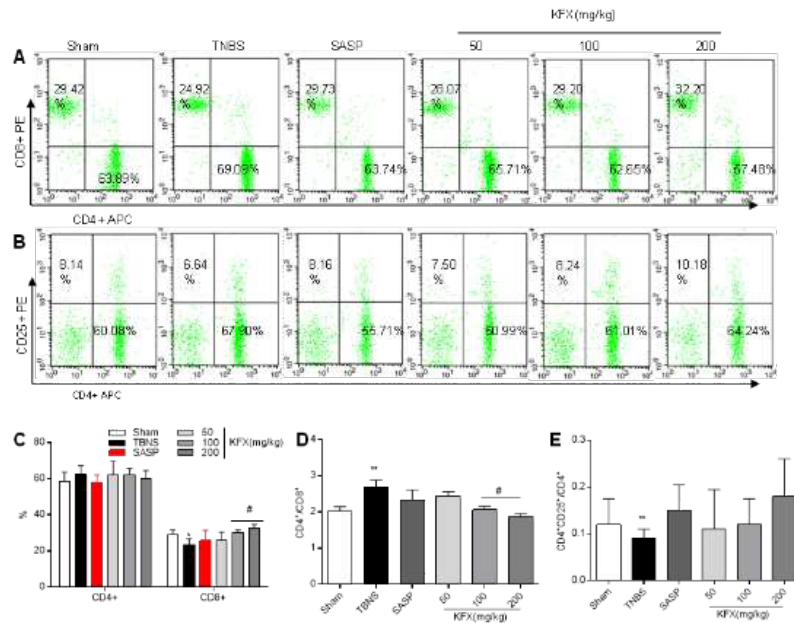 KFX(mg/kg)
Sham TNBS SASP 50 100 200
A
29.42 % 24.92 % 29.73 % 28.07 % 29.20 % 32.20 %
63.89% 69.09% 63.74% 65.71% 62.85% 57.48%
CD8+ PE
CD4+ APC
B
8.14 % 6.64 % 8.16 % 7.50 % 8.24 % 10.18 %
60.08% 67.90% 55.71% 60.99% 61.01% 64.24%
CD25+ PE
CD4+ APC
C
Sham 50
TBNS 100 KFX(mg/kg)
SASP 200
%
80
60
40
20
0
* #
CD4+ CD8+
D
CD4⁺/CD8⁺
4
3
2
1
0
** #
Sham TBNS SASP 50 100 200
KFX(mg/kg)
E
CD4⁺CD25⁺/CD4⁺
0.3
0.2
0.1
0.0
**
Sham TNBS SASP 50 100 200
KFX(mg/kg)